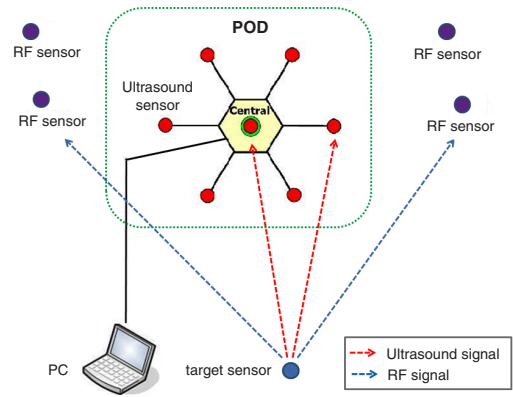 POD
RF sensor
RF sensor
RF sensor
RF sensor
Ultrasound
sensor
Central
PC
target sensor
Ultrasound signal
RF signal